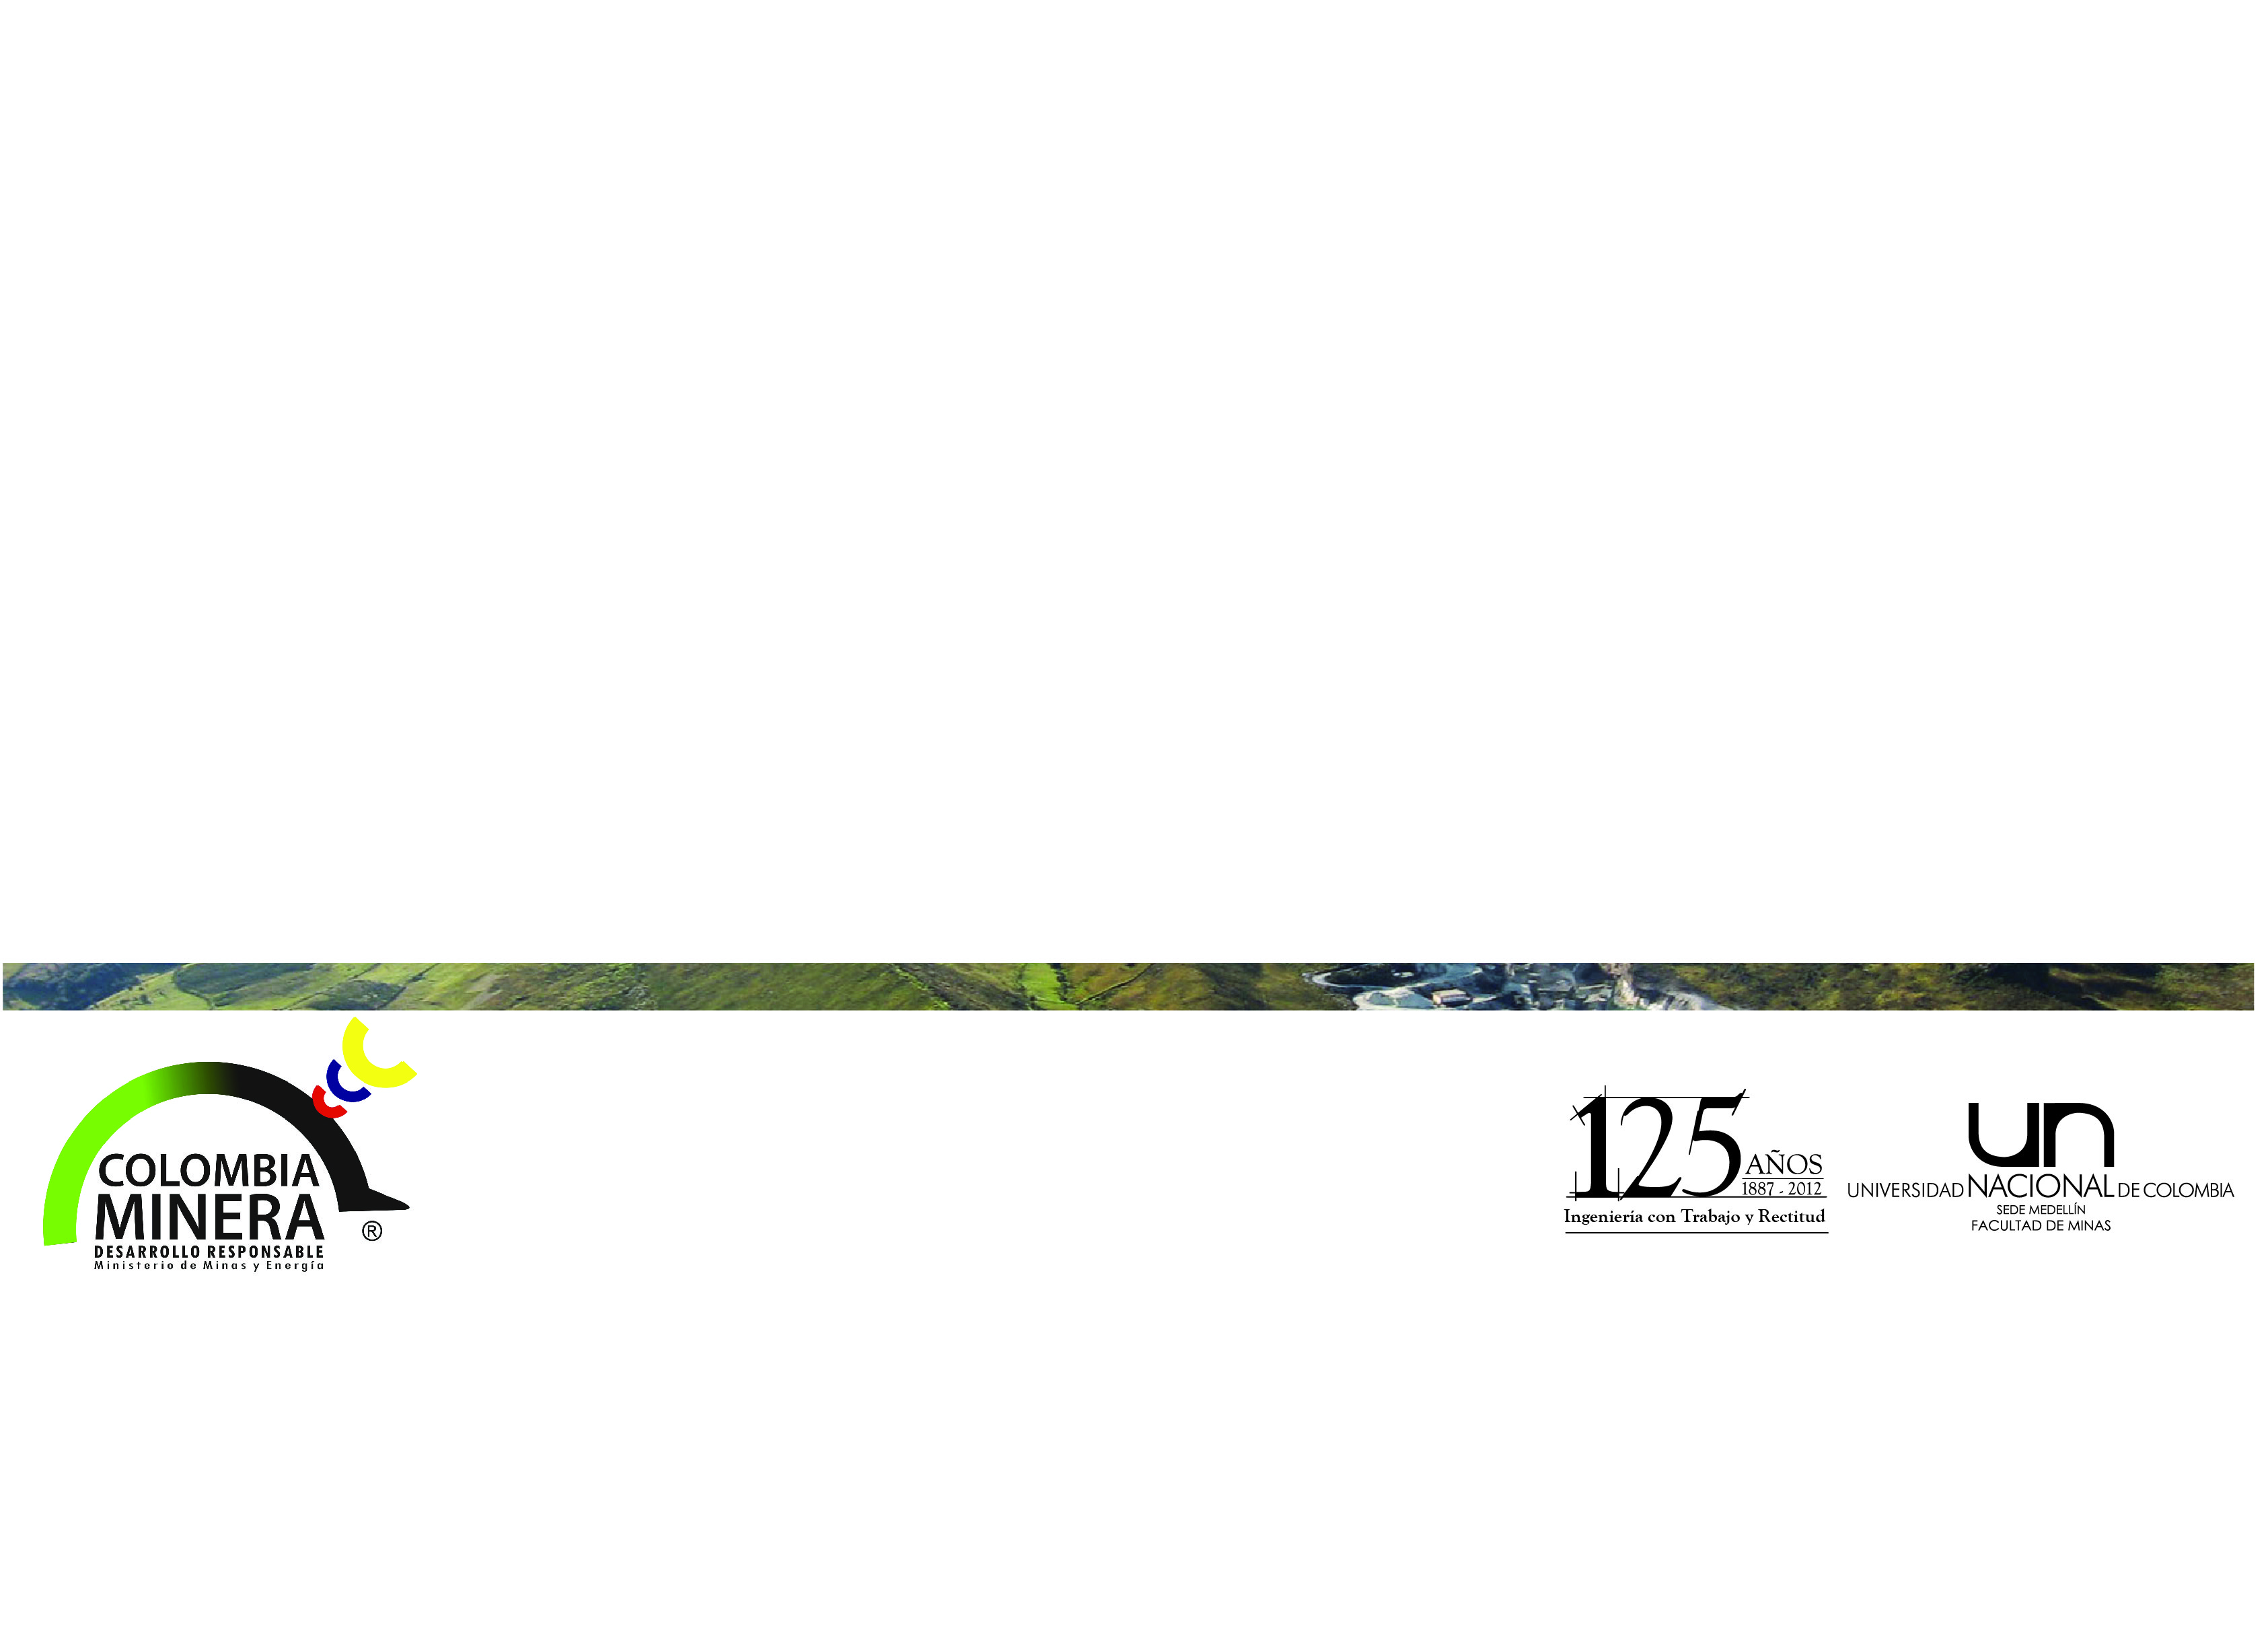 COLOMBIA
MINERA
DESARROLLO RESPONSABLE
Ministerio de Minas y Energía
®
125 AÑOS
1887 - 2012
Ingeniería con Trabajo y Rectitud
un
UNIVERSIDAD NACIONAL DE COLOMBIA
SEDE MEDELLÍN
FACULTAD DE MINAS